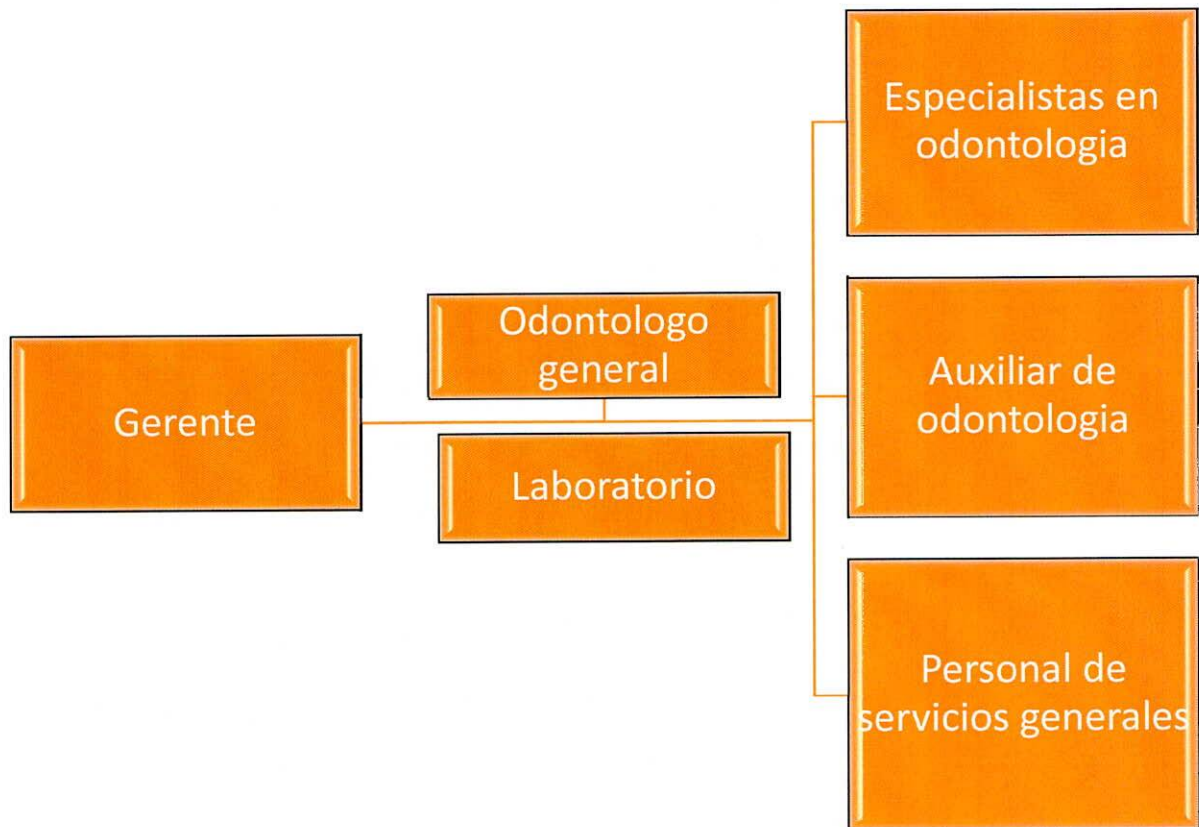 Gerente
Odontologo
general
Laboratorio
Especialistas en
odontologia
Auxiliar de
odontologia
Personal de
servicios generales